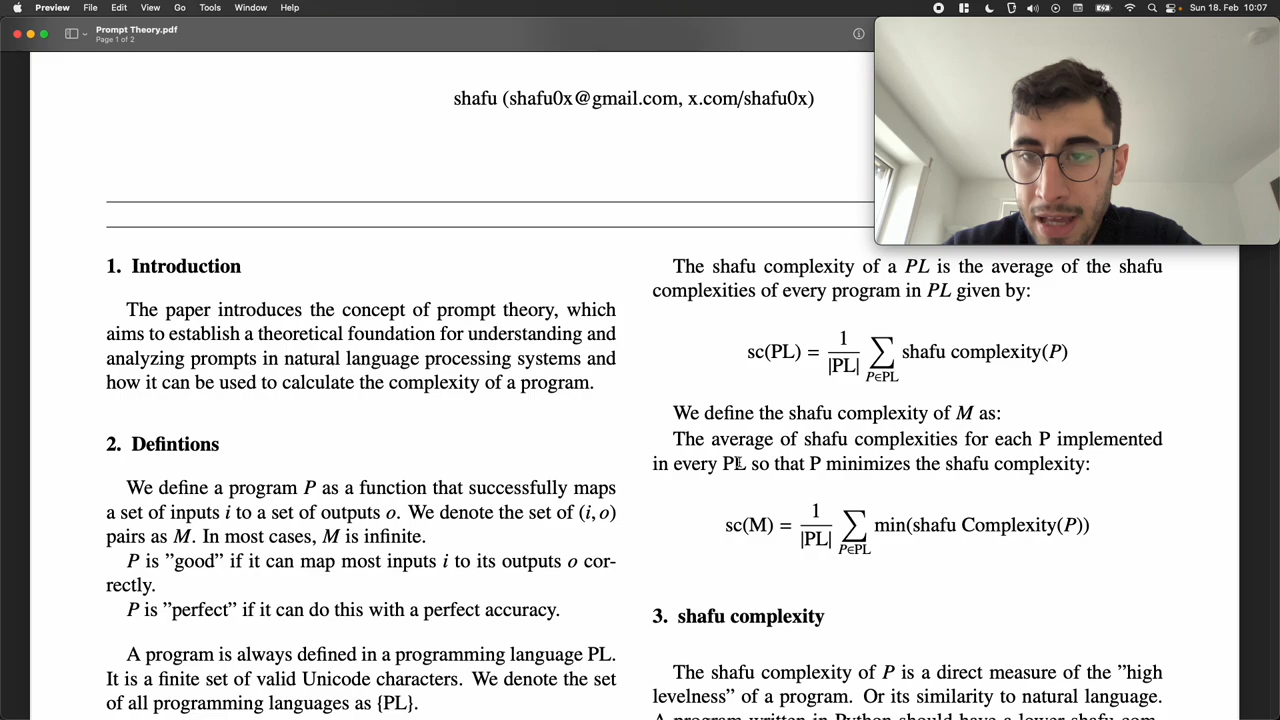 Preview File Edit View Go Tools Window Help Sun 18. Feb 10:07
Prompt Theory.pdf
Page 1 of 2
shafu (shafu0x@gmail.com, x.com/shafu0x)
1. Introduction
The paper introduces the concept of prompt theory, which
aims to establish a theoretical foundation for understanding and
analyzing prompts in natural language processing systems and
how it can be used to calculate the complexity of a program.
2. Defintions
We define a program P as a function that successfully maps
a set of inputs i to a set of outputs o. We denote the set of (i, o)
pairs as M. In most cases, M is infinite.
P is ”good” if it can map most inputs i to its outputs o cor-
rectly.
P is ”perfect” if it can do this with a perfect accuracy.
A program is always defined in a programming language PL.
It is a finite set of valid Unicode characters. We denote the set
of all programming languages as {PL}.
The shafu complexity of a PL is the average of the shafu
complexities of every program in PL given by:
sc(PL) = 1/|PL| ∑ P∈PL shafu complexity(P)
We define the shafu complexity of M as:
The average of shafu complexities for each P implemented
in every PL so that P minimizes the shafu complexity:
sc(M) = 1/|PL| ∑ P∈PL min(shafu Complexity(P))
3. shafu complexity
The shafu complexity of P is a direct measure of the ”high
levelness” of a program. Or its similarity to natural language.
A program written in Python should have a lower shafu com-